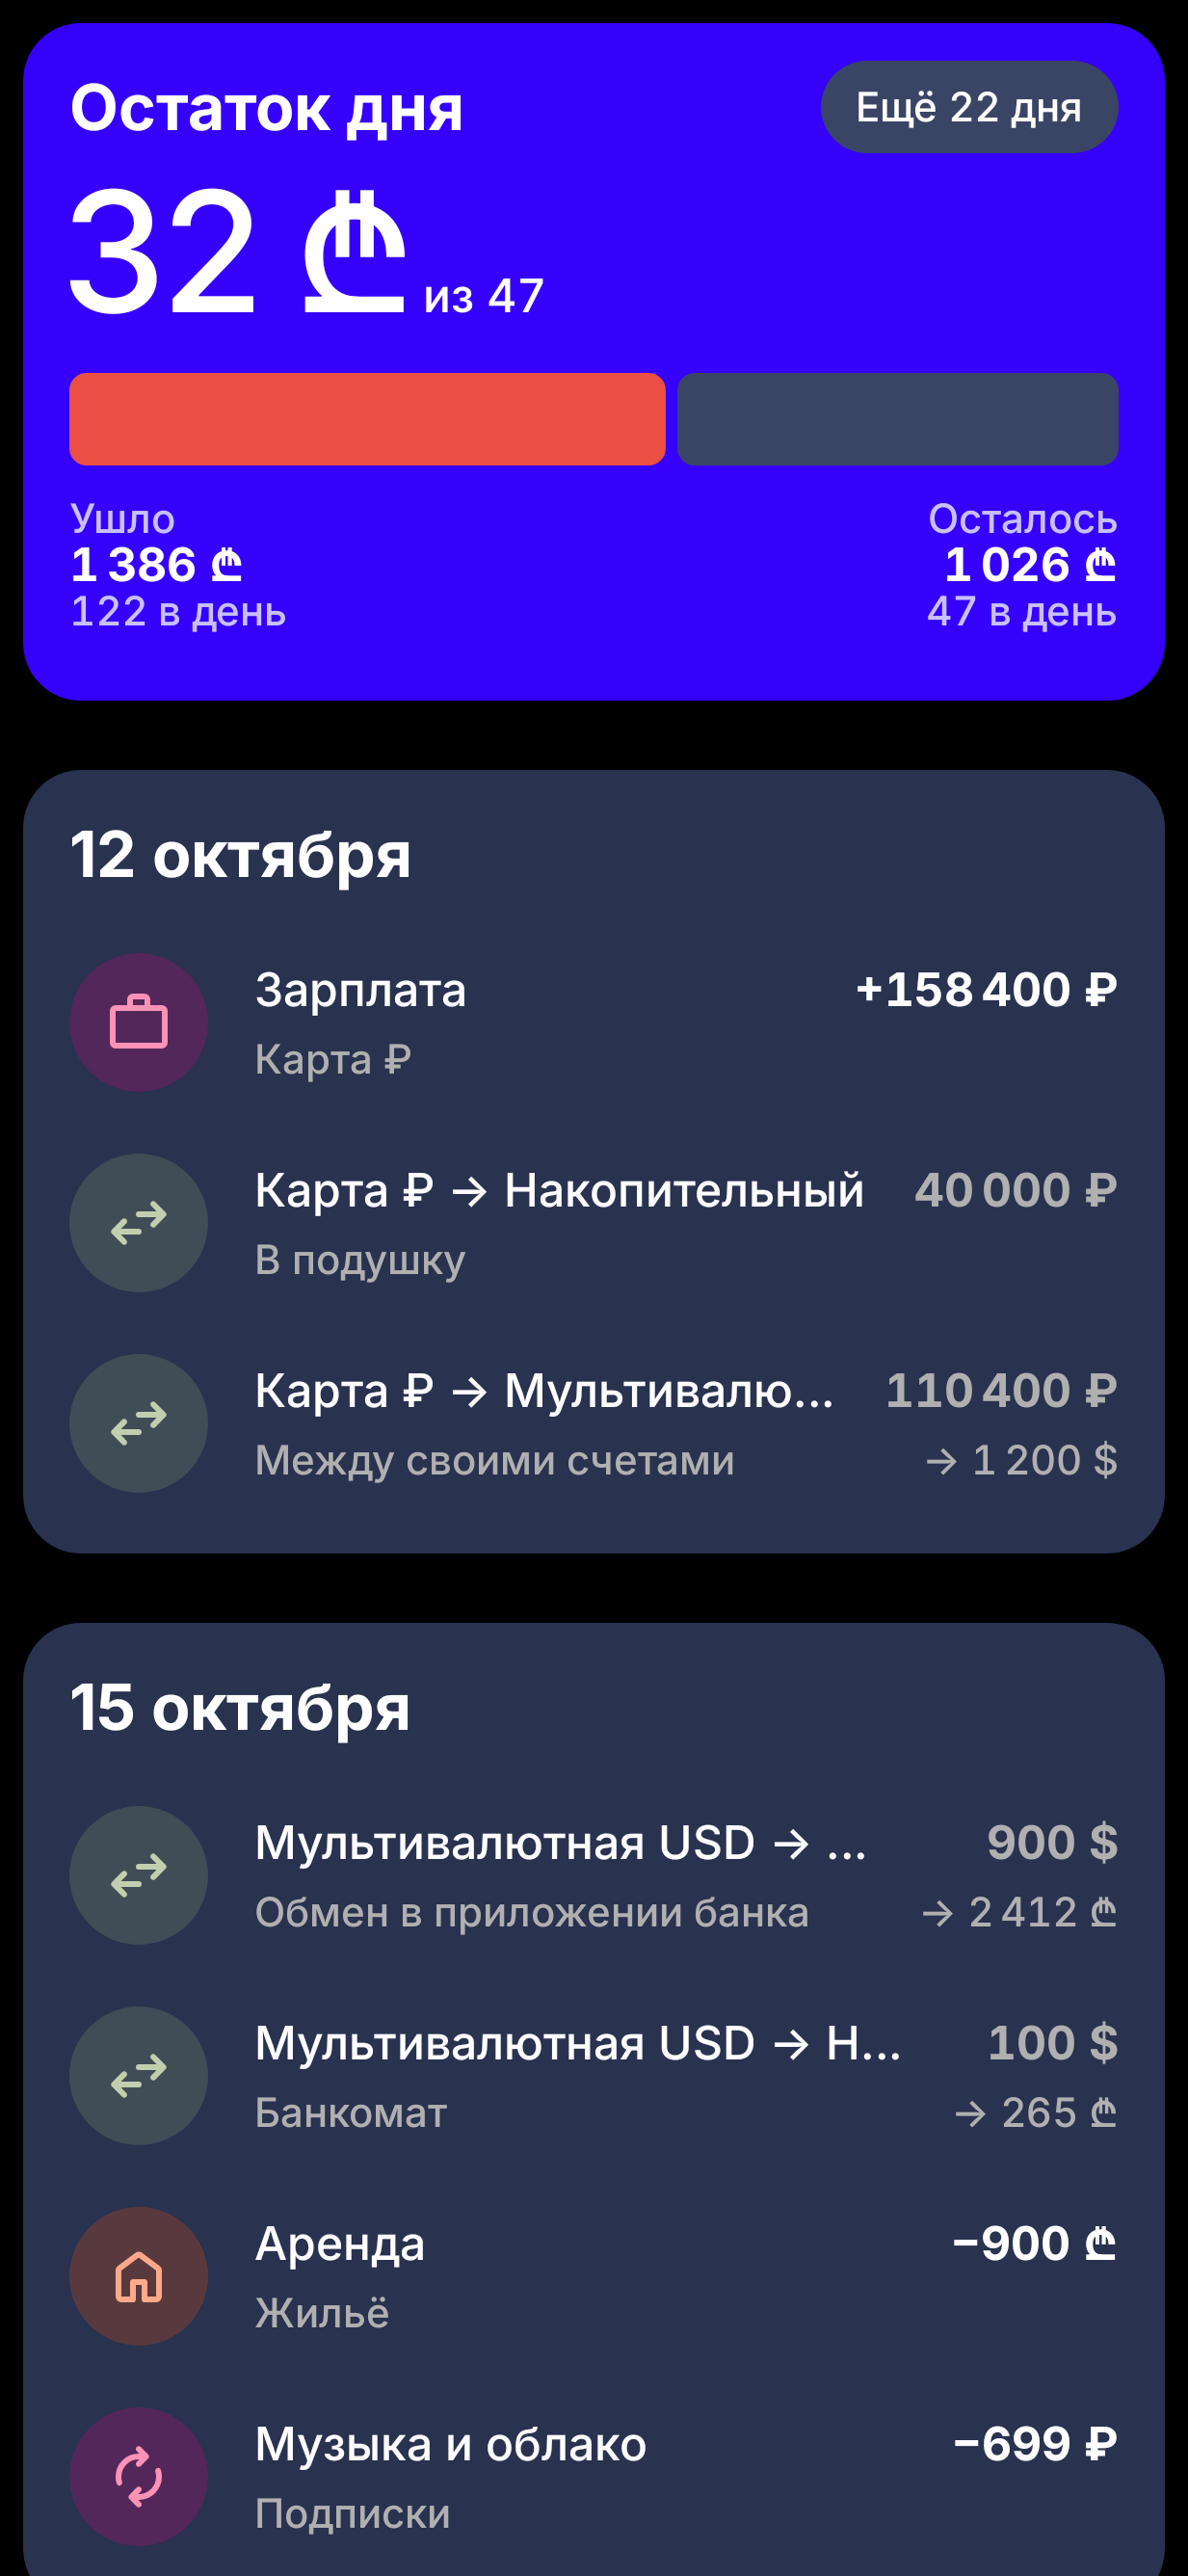 Остаток дня
Ещё 22 дня
32 ₾ из 47
Ушло
Осталось
1 386 ₾
1 026 ₾
122 в день
47 в день
12 октября
Зарплата
+158 400 ₽
Карта ₽
Карта ₽ → Накопительный
40 000 ₽
В подушку
Карта ₽ → Мультивалю...
110 400 ₽
Между своими счетами
→ 1 200 $
15 октября
Мультивалютная USD → ...
900 $
Обмен в приложении банка
→ 2 412 ₾
Мультивалютная USD → Н...
100 $
Банкомат
→ 265 ₾
Аренда
−900 ₾
Жильё
Музыка и облако
−699 ₽
Подписки